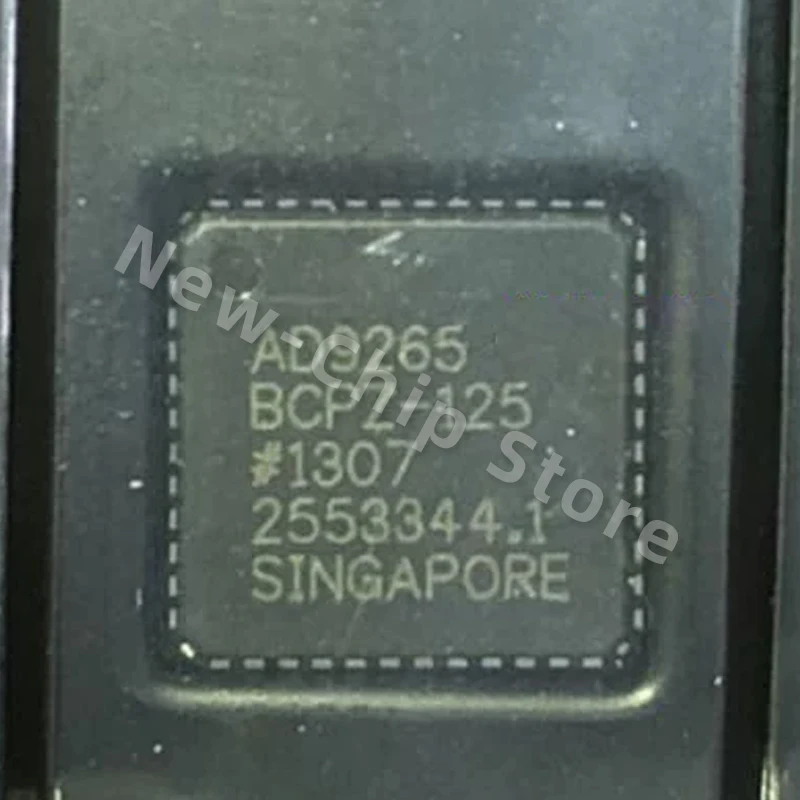 AD9265
BCPZ-125
#1307
2553344.1
SINGAPORE
New-Chip Store